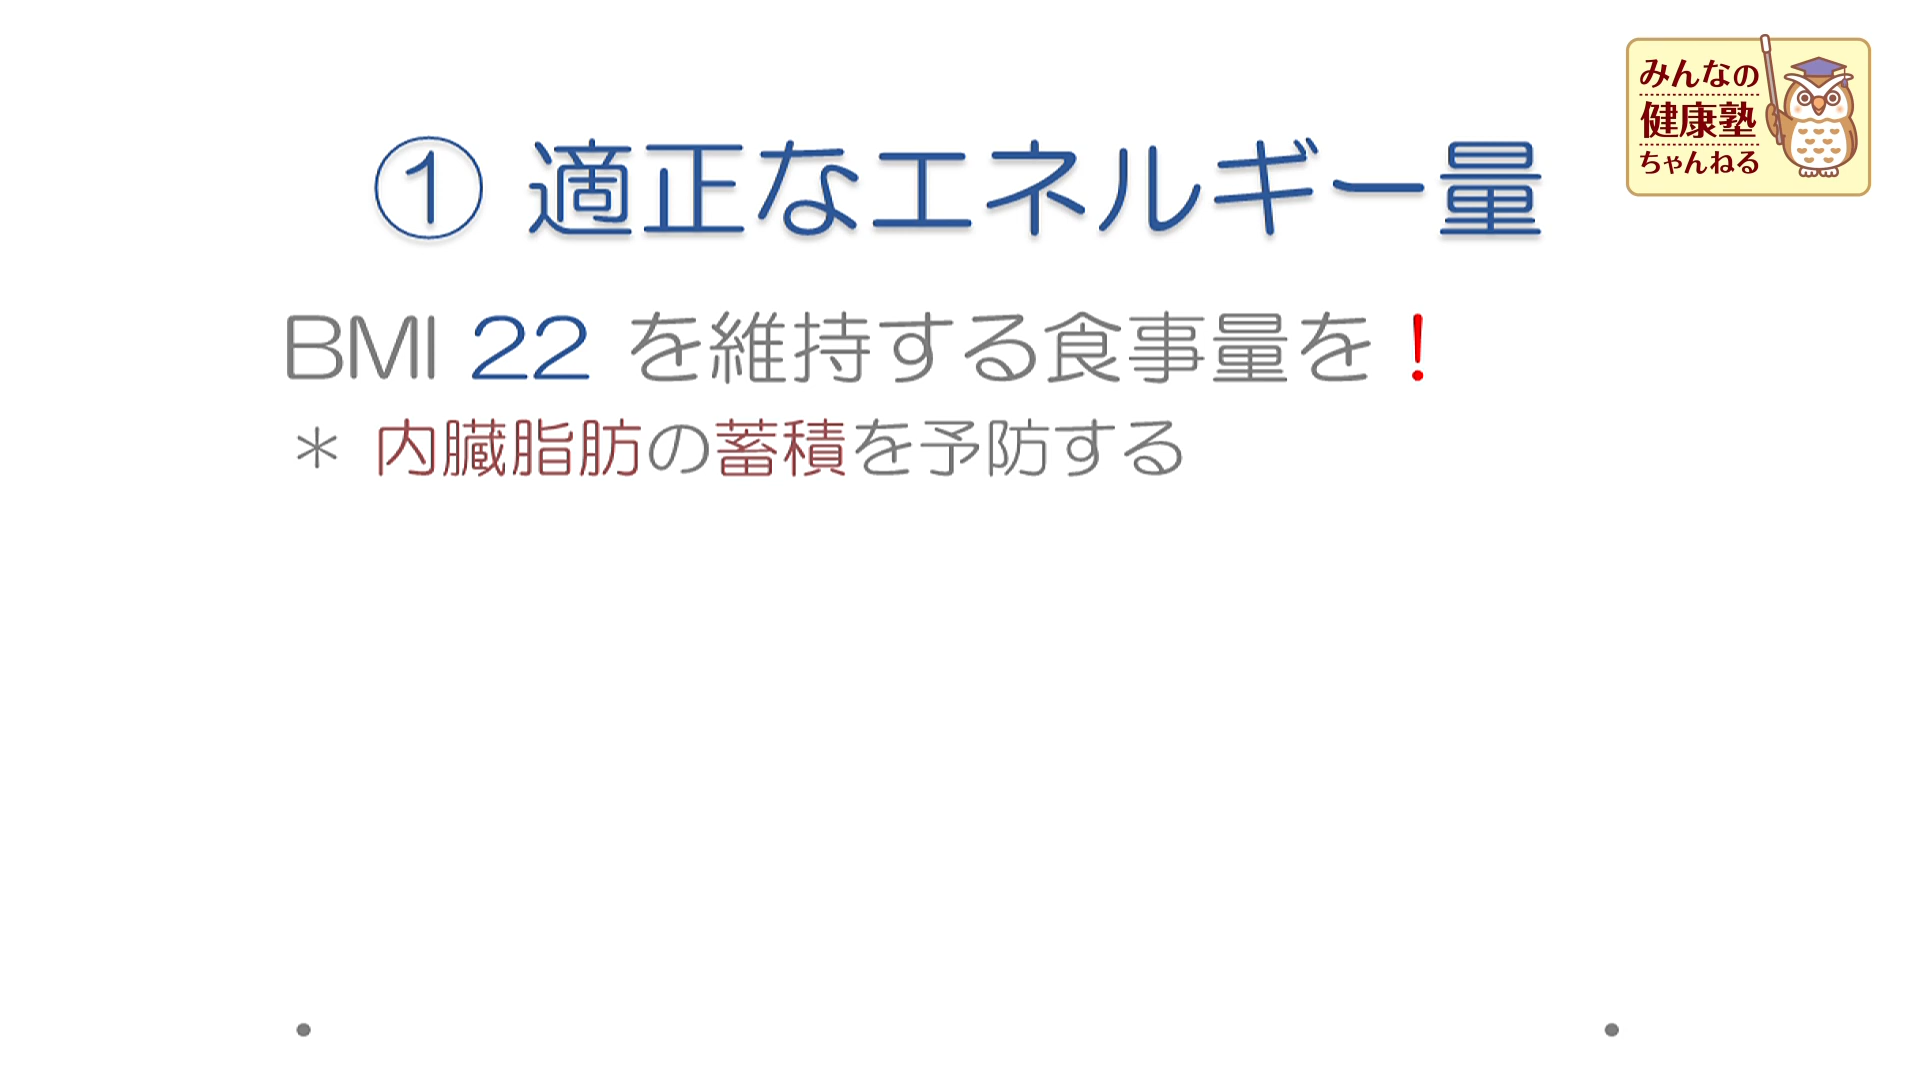 みんなの
健康塾
ちゃんねる
① 適正なエネルギー量
BMI 22 を維持する食事量を！
＊ 内臓脂肪の蓄積を予防する